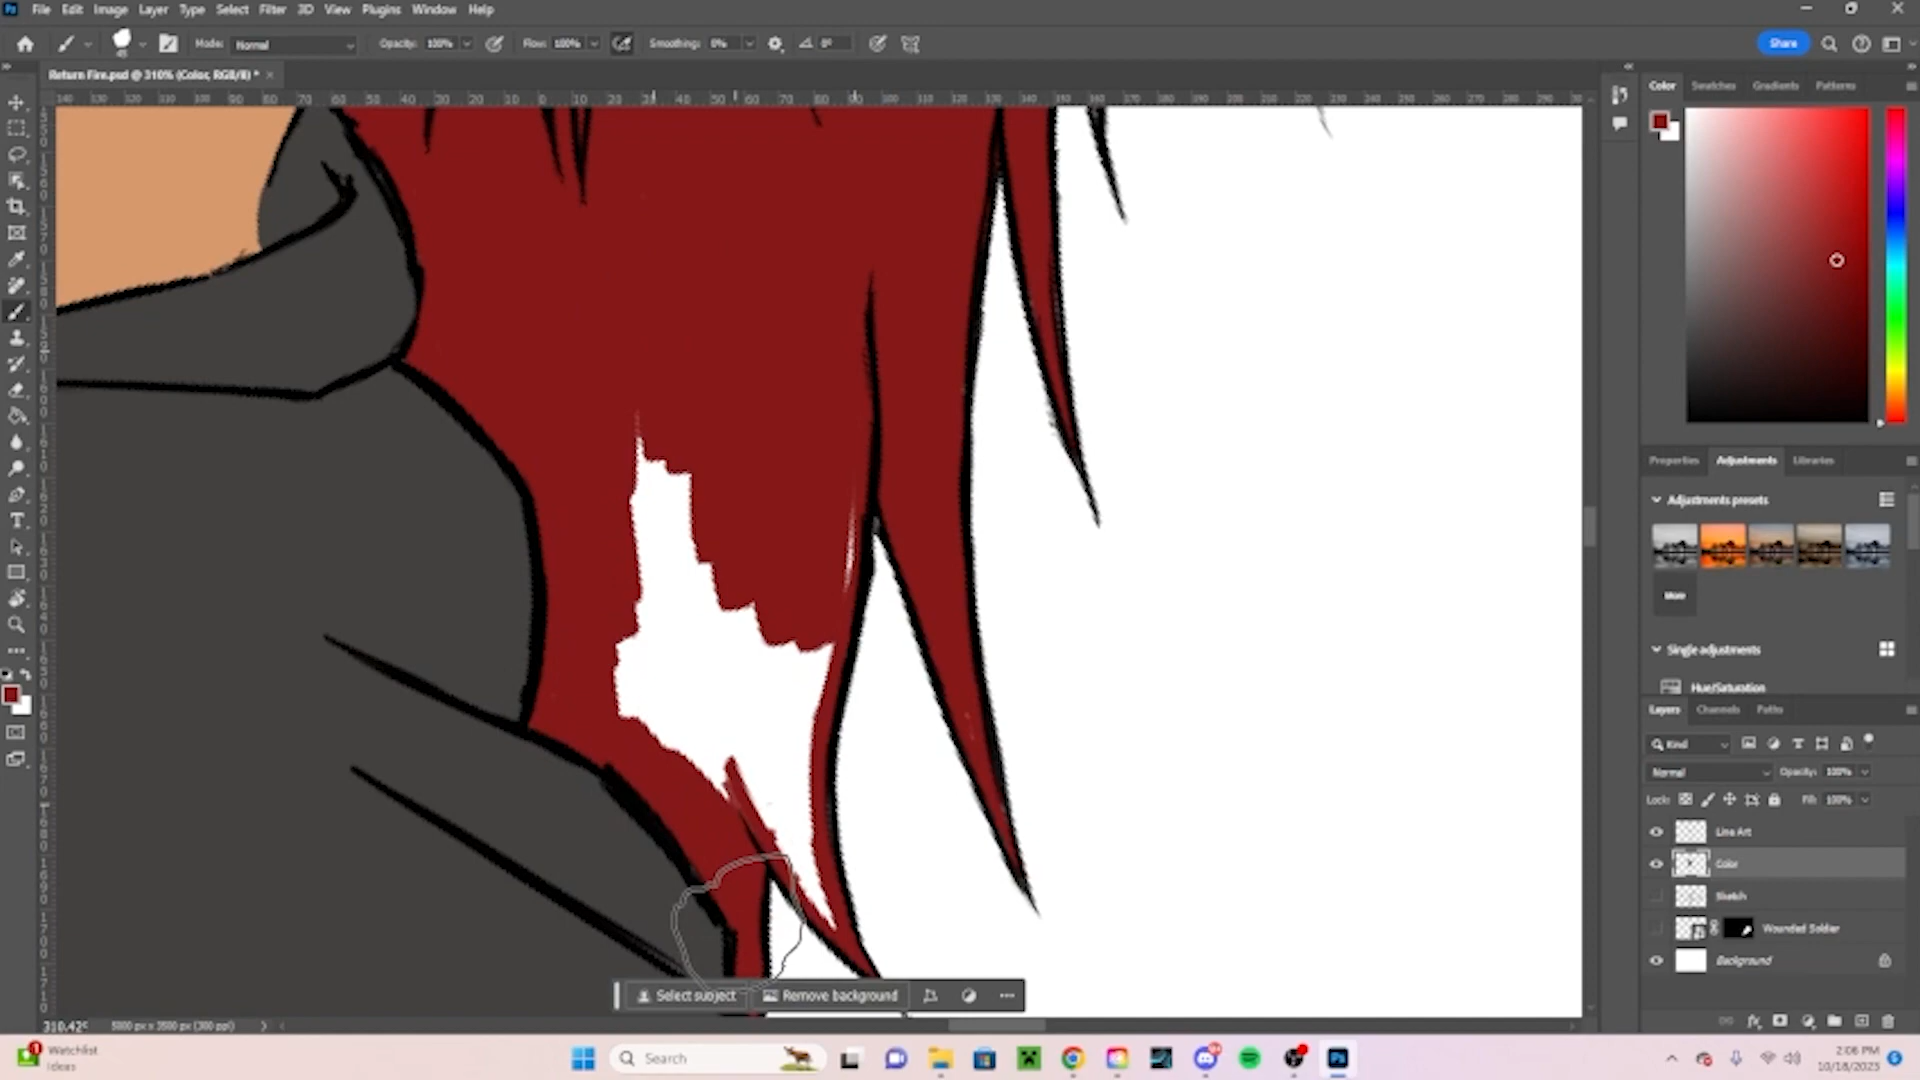 File Edit Image Layer Type Select Filter 3D View Plugins Window Help
Mode: Normal Opacity: 100% Flow: 100% Smoothing: 0% 0° Share
Return Fire.psd @ 310% (Color, RGB/8) *
Color Swatches Gradients Patterns
Properties Adjustments Libraries
Adjustments presets
More
Single adjustments
Hue/Saturation
Layers Channels Paths
Kind
Normal Opacity: 100%
Lock: Fill: 100%
Line Art
Color
Sketch
Wounded Soldier
Background
Select subject Remove background
310.42%
5000 px x 3500 px (300 ppi)
Watchlist
Ideas
Search
2:06 PM
10/18/2023